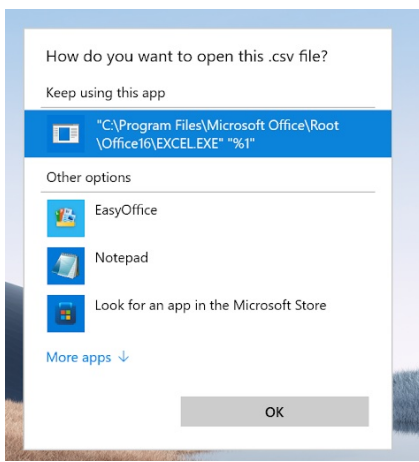 How do you want to open this .csv file?
Keep using this app
"C:\Program Files\Microsoft Office\Root
\Office16\EXCEL.EXE" "%1"
Other options
EasyOffice
Notepad
Look for an app in the Microsoft Store
More apps ↓
OK